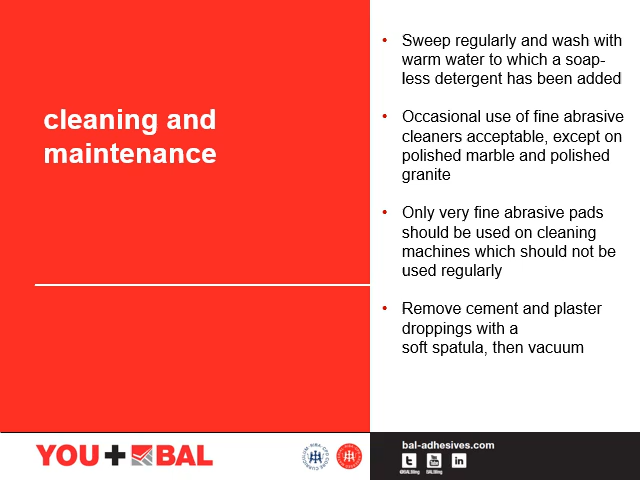 cleaning and
maintenance
• Sweep regularly and wash with
warm water to which a soap-
less detergent has been added
• Occasional use of fine abrasive
cleaners acceptable, except on
polished marble and polished
granite
• Only very fine abrasive pads
should be used on cleaning
machines which should not be
used regularly
• Remove cement and plaster
droppings with a
soft spatula, then vacuum
YOU+BAL
bal-adhesives.com
You
Tube
in